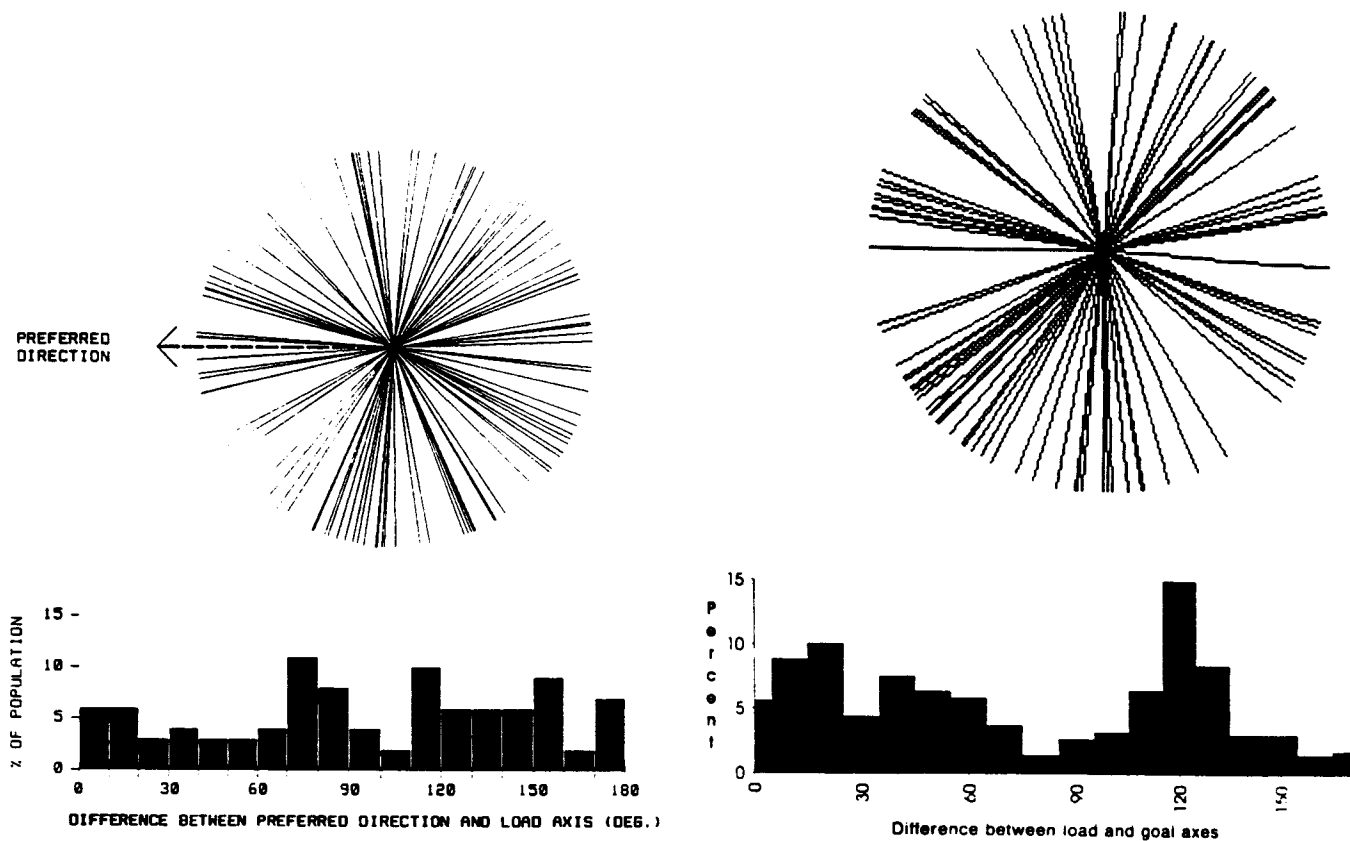 PREFERRED
DIRECTION
% OF POPULATION
15
10
5
0
0 30 60 90 120 150 180
DIFFERENCE BETWEEN PREFERRED DIRECTION AND LOAD AXIS (DEG.)
Percent
15
10
5
0
0 30 60 90 120 150
Difference between load and goal axes